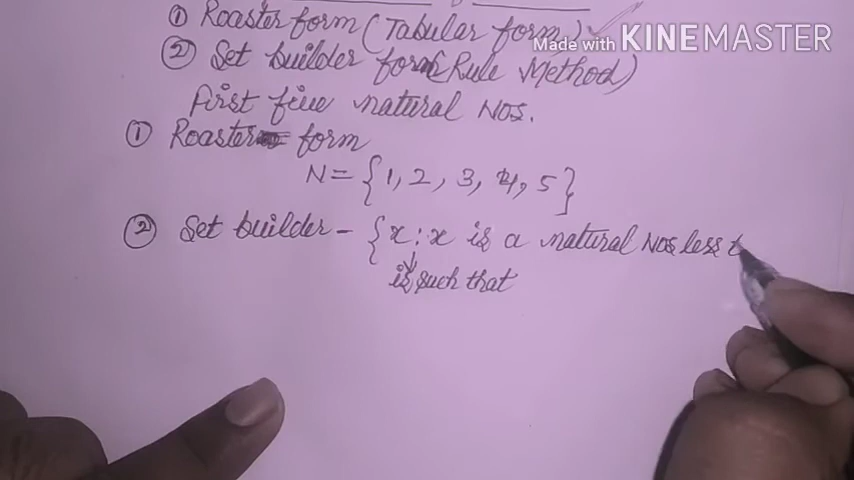 ① Roaster form (Tabular form)
Made with KINEMASTER
② Set builder form (Rule Method)
First five natural NOS.
① Roaster form
N = {1, 2, 3, 4, 5}
② Set builder - {x : x is a natural NOS less t
is such that